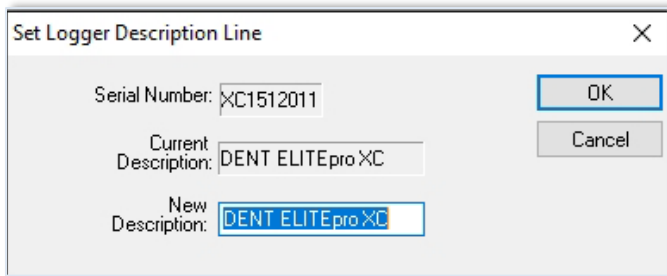 Set Logger Description Line
Serial Number: XC1512011
OK
Current
Description: DENT ELITEpro XC
Cancel
New
Description: DENT ELITEpro XC